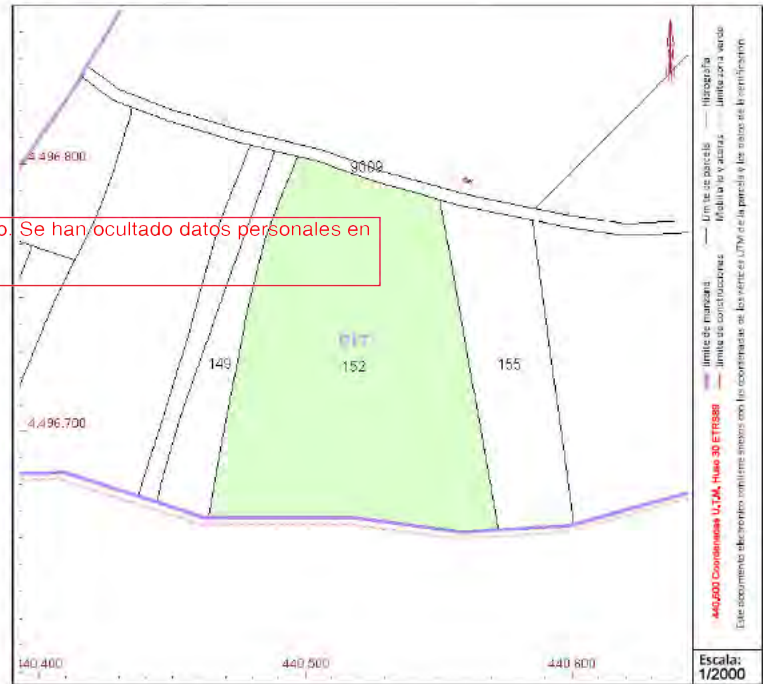 4.496.800
9009
o. Se han ocultado datos personales en
149
152
155
4.496.700
440.400
440.500
440.600
límite de manzana
Límite de parcela
Hidrografía
límite de construcciones
Mobiliario y aceras
Límite zona verde
440.600 Coordenadas U.T.M. Huso 30 ETRS89
Este documento electrónico contiene anexos con las coordenadas de los vértices UTM de la parcela y los datos de la certificación
Escala:
1/2000